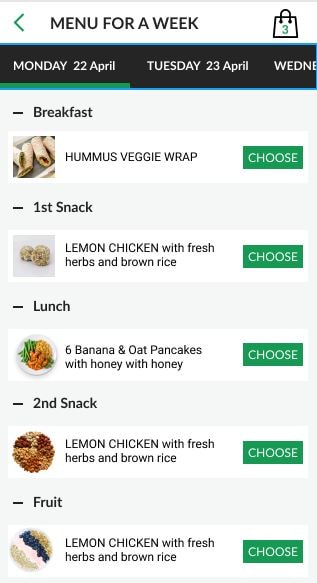 MENU FOR A WEEK
3
MONDAY 22 April
TUESDAY 23 April
WEDNE
Breakfast
HUMMUS VEGGIE WRAP
CHOOSE
1st Snack
LEMON CHICKEN with fresh
herbs and brown rice
CHOOSE
Lunch
6 Banana & Oat Pancakes
with honey with honey
CHOOSE
2nd Snack
LEMON CHICKEN with fresh
herbs and brown rice
CHOOSE
Fruit
LEMON CHICKEN with fresh
herbs and brown rice
CHOOSE